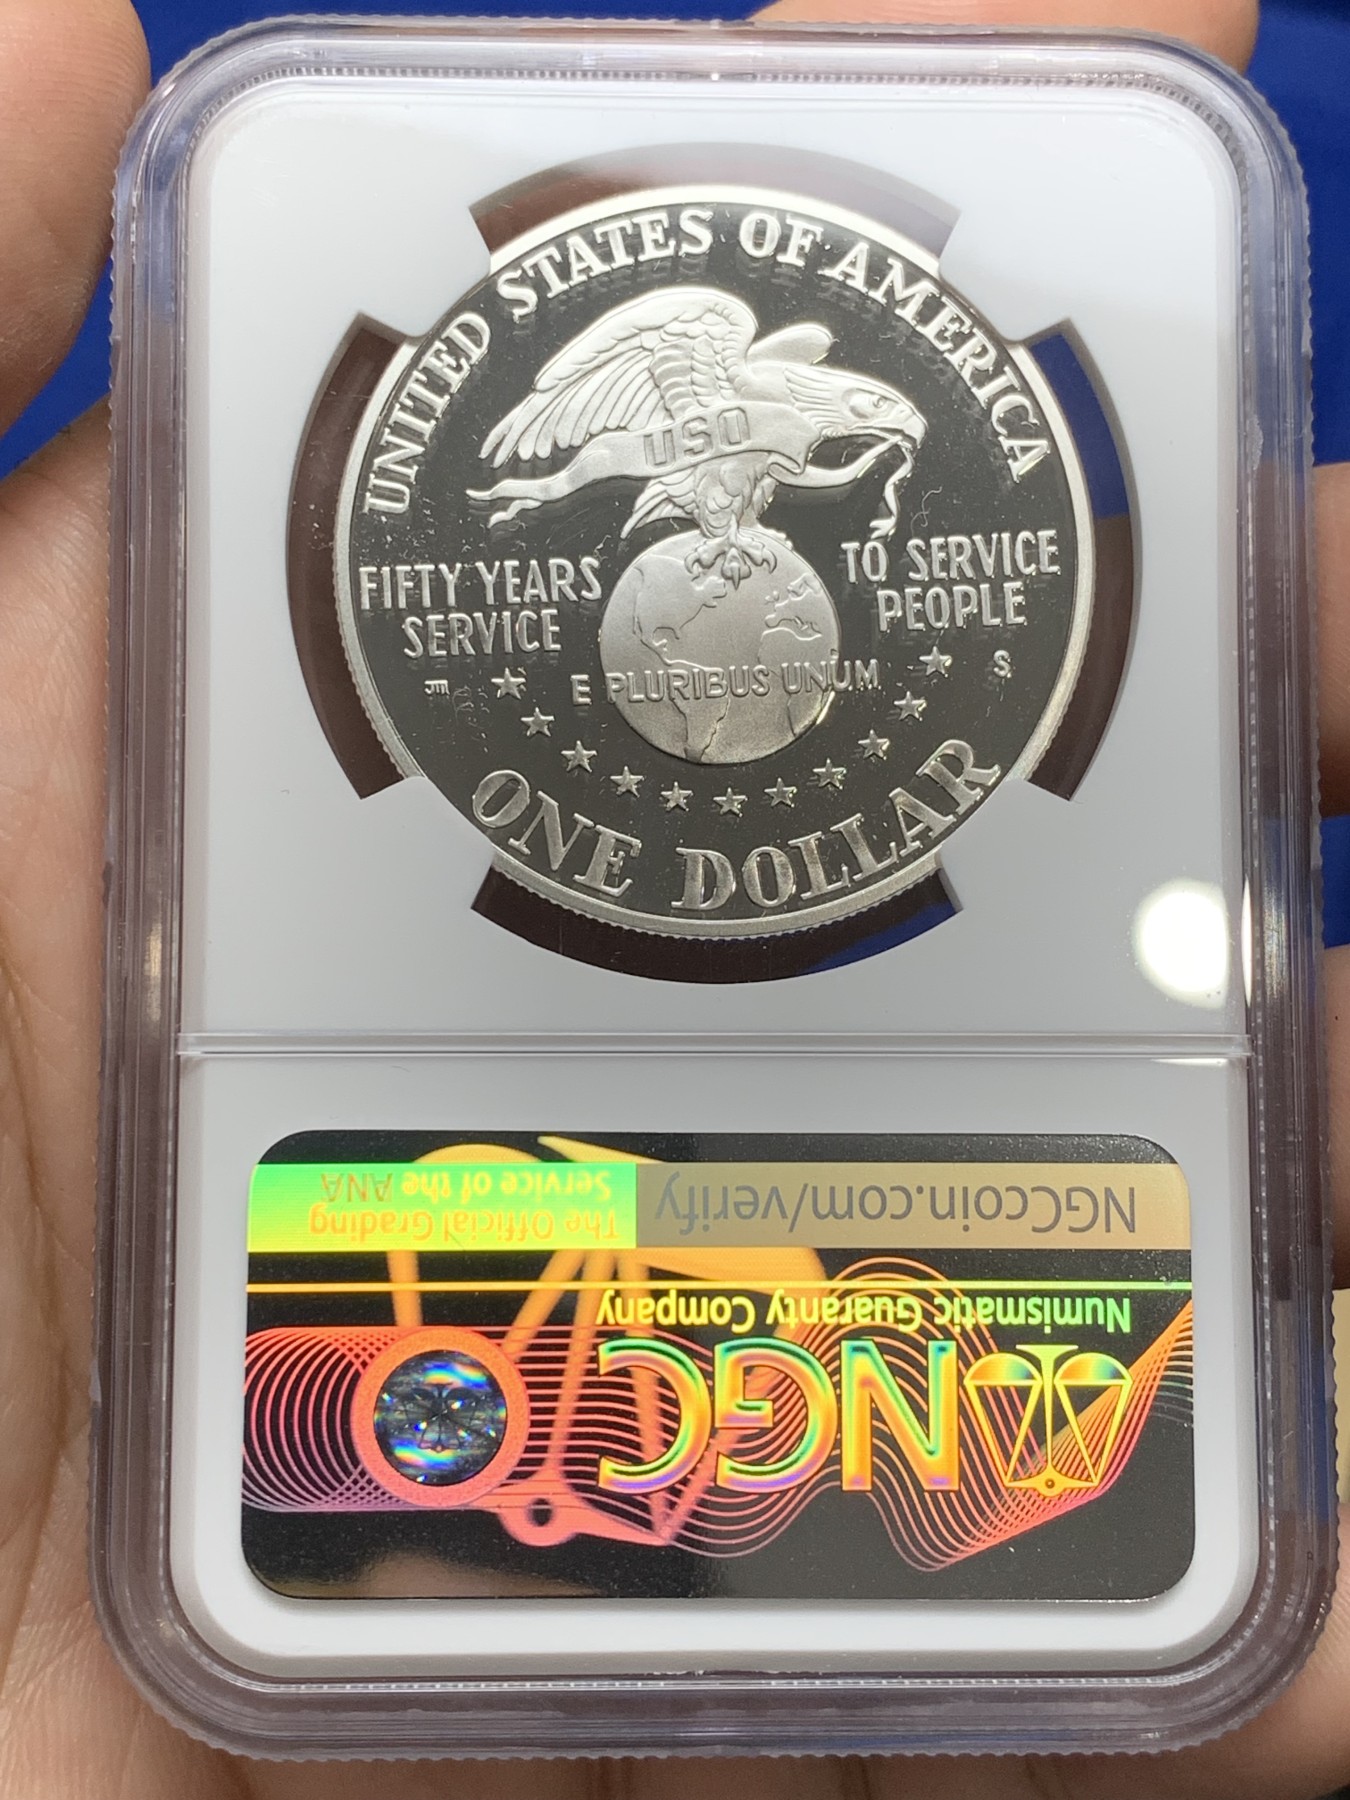 UNITED STATES OF AMERICA
USO
FIFTY YEARS
SERVICE
TO SERVICE
PEOPLE
E PLURIBUS UNUM
S
ONE DOLLAR
NGC
Numismatic Guaranty Company
NGCcoin.com/verify
The Official Grading
Service of the ANA